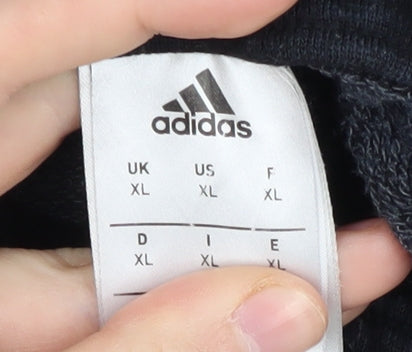 adidas
UK US F
XL XL XL
D I E
XL XL XL